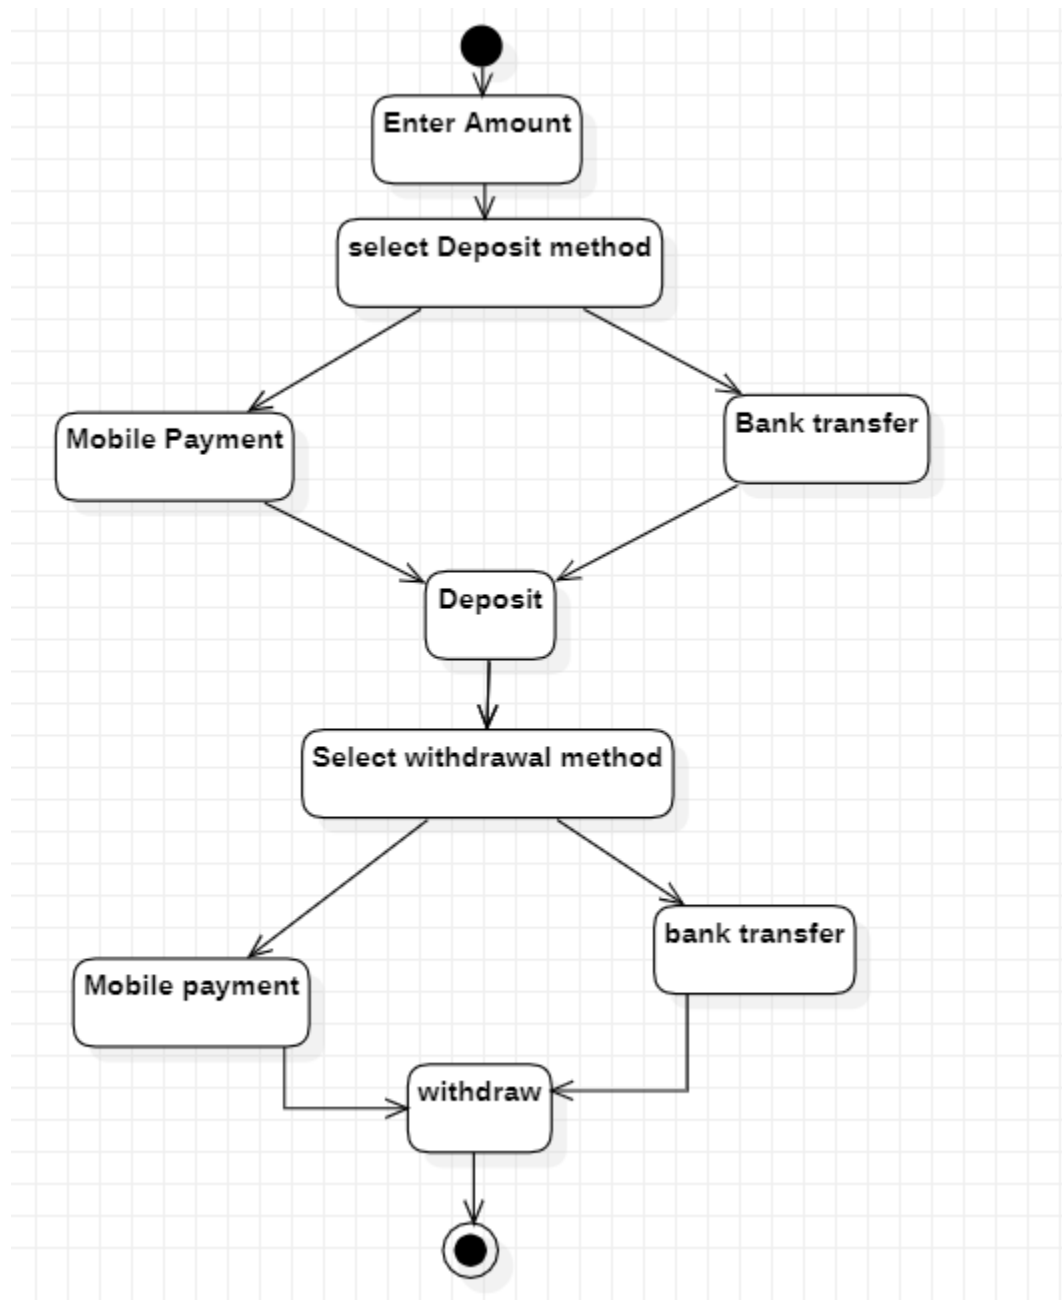 Enter Amount
select Deposit method
Mobile Payment
Bank transfer
Deposit
Select withdrawal method
bank transfer
Mobile payment
withdraw